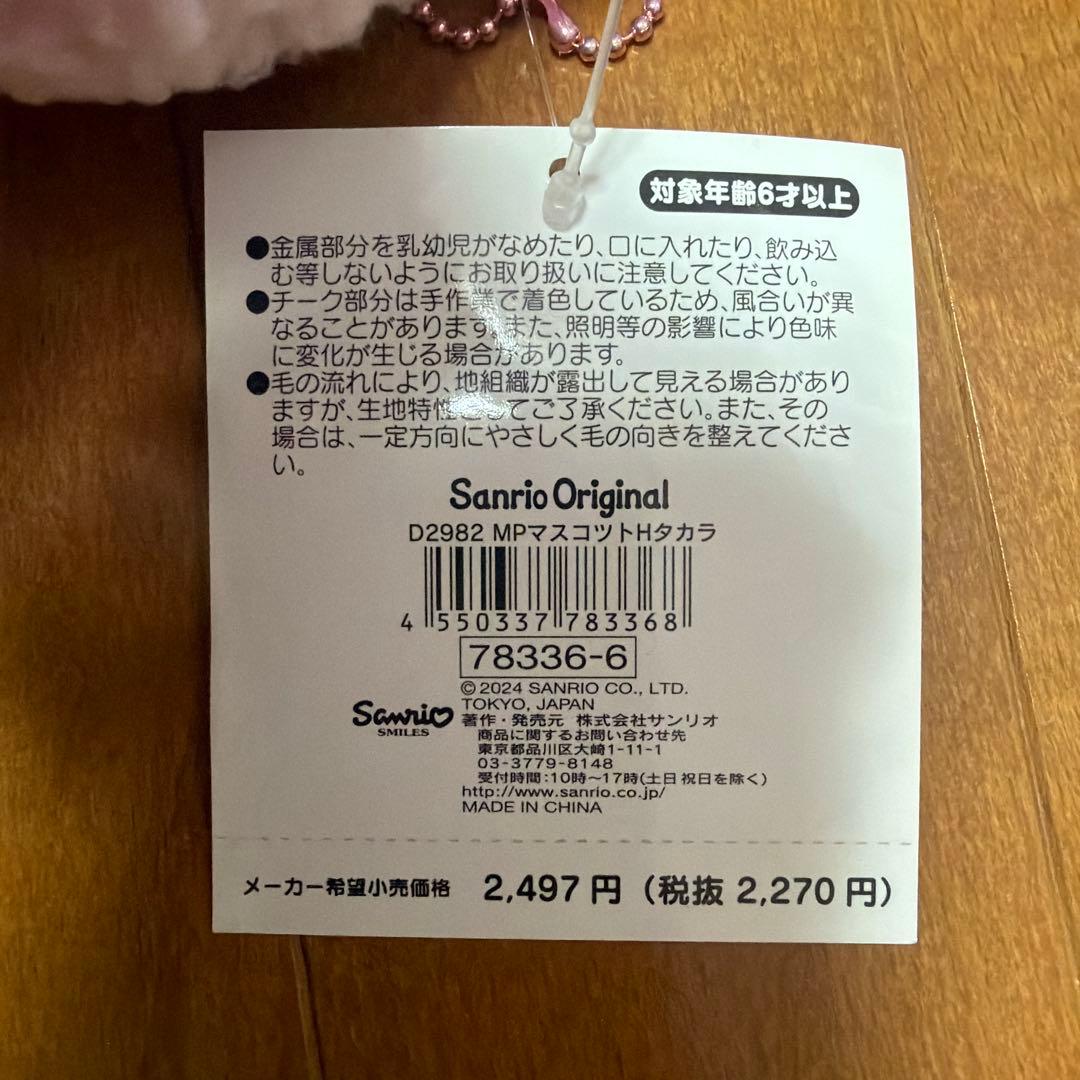 対象年齢6才以上
●金属部分を乳幼児がなめたり、口に入れたり、飲み込
む等しないようにお取り扱いに注意してください。
●チーク部分は手作業で着色しているため、風合いが異
なることがあります。また、照明等の影響により色味
に変化が生じる場合があります。
●毛の流れにより、地組織が露出して見える場合があり
ますが、生地特性としてご了承ください。また、その
場合は、一定方向にやさしく毛の向きを整えてくださ
い。
Sanrio Original
D2982 MPマスコットHタカラ
4 550337 783368
78336-6
© 2024 SANRIO CO., LTD.
TOKYO, JAPAN
Sanrio
SMILES
著作・発売元 株式会社サンリオ
商品に関するお問い合わせ先
東京都品川区大崎1-11-1
03-3779-8148
受付時間:10時〜17時(土日祝日を除く)
http://www.sanrio.co.jp/
MADE IN CHINA
メーカー希望小売価格 2,497円 (税抜 2,270円)